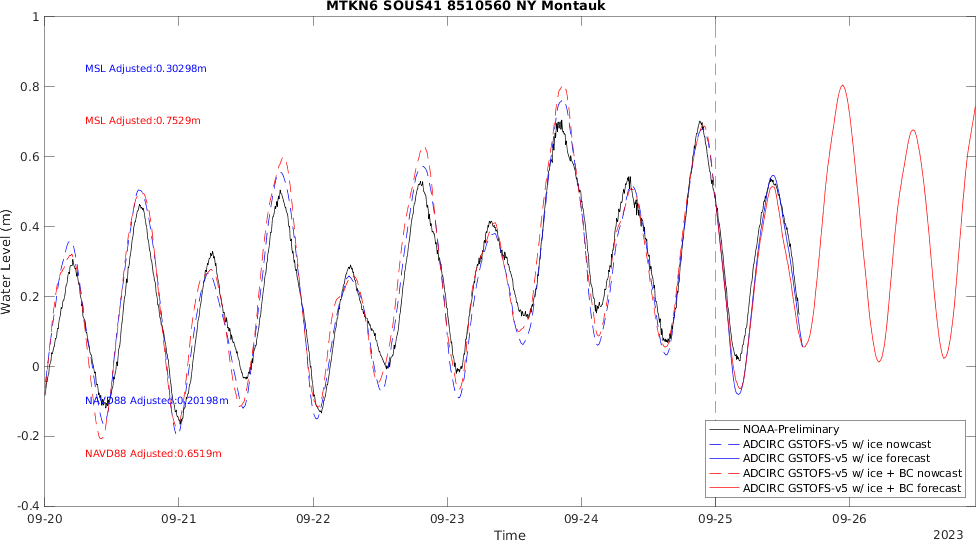 MTKN6 SOUS41 8510560 NY Montauk
1
0.8
0.6
0.4
0.2
0
-0.2
-0.4
Water Level (m)
MSL Adjusted:0.30298m
MSL Adjusted:0.7529m
NAVD88 Adjusted:0.20198m
NAVD88 Adjusted:0.6519m
NOAA-Preliminary
ADCIRC GSTOFS-v5 w/ ice nowcast
ADCIRC GSTOFS-v5 w/ ice forecast
ADCIRC GSTOFS-v5 w/ ice + BC nowcast
ADCIRC GSTOFS-v5 w/ ice + BC forecast
09-20 09-21 09-22 09-23 09-24 09-25 09-26
Time
2023